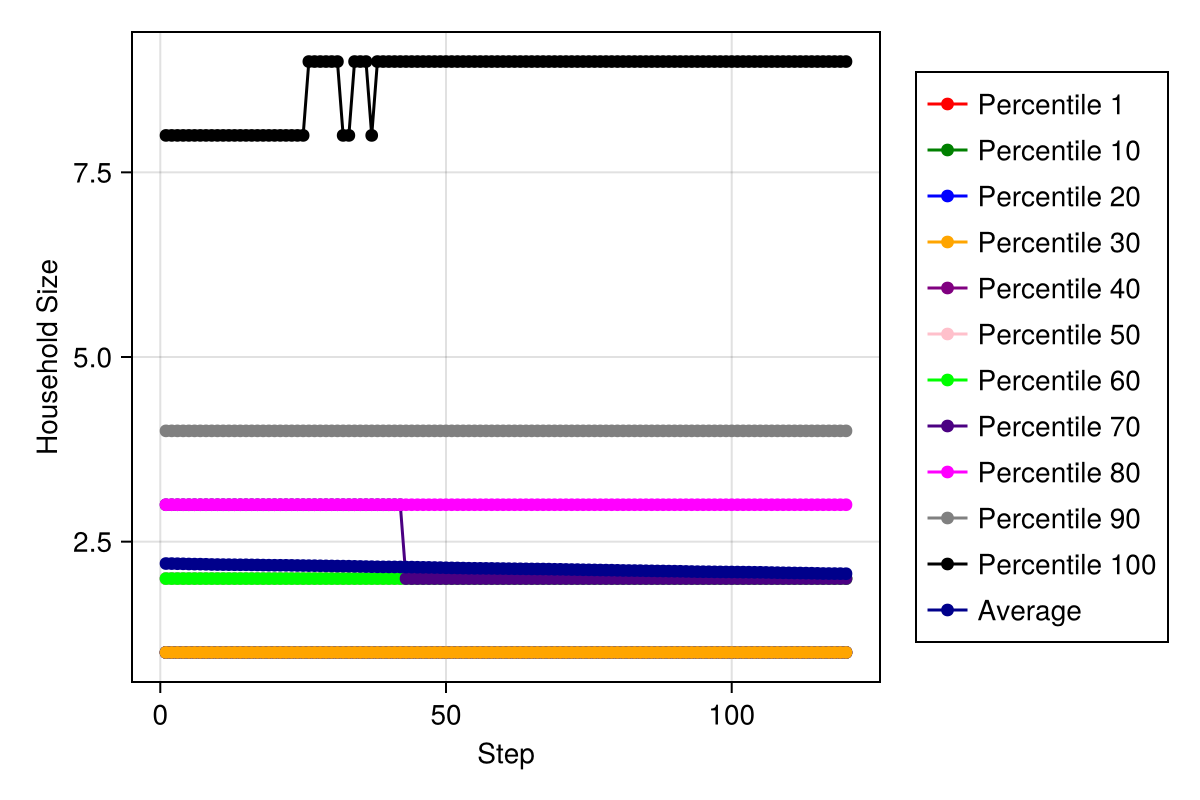 7.5
5.0
2.5
Household Size
0
50
100
Step
Percentile 1
Percentile 10
Percentile 20
Percentile 30
Percentile 40
Percentile 50
Percentile 60
Percentile 70
Percentile 80
Percentile 90
Percentile 100
Average